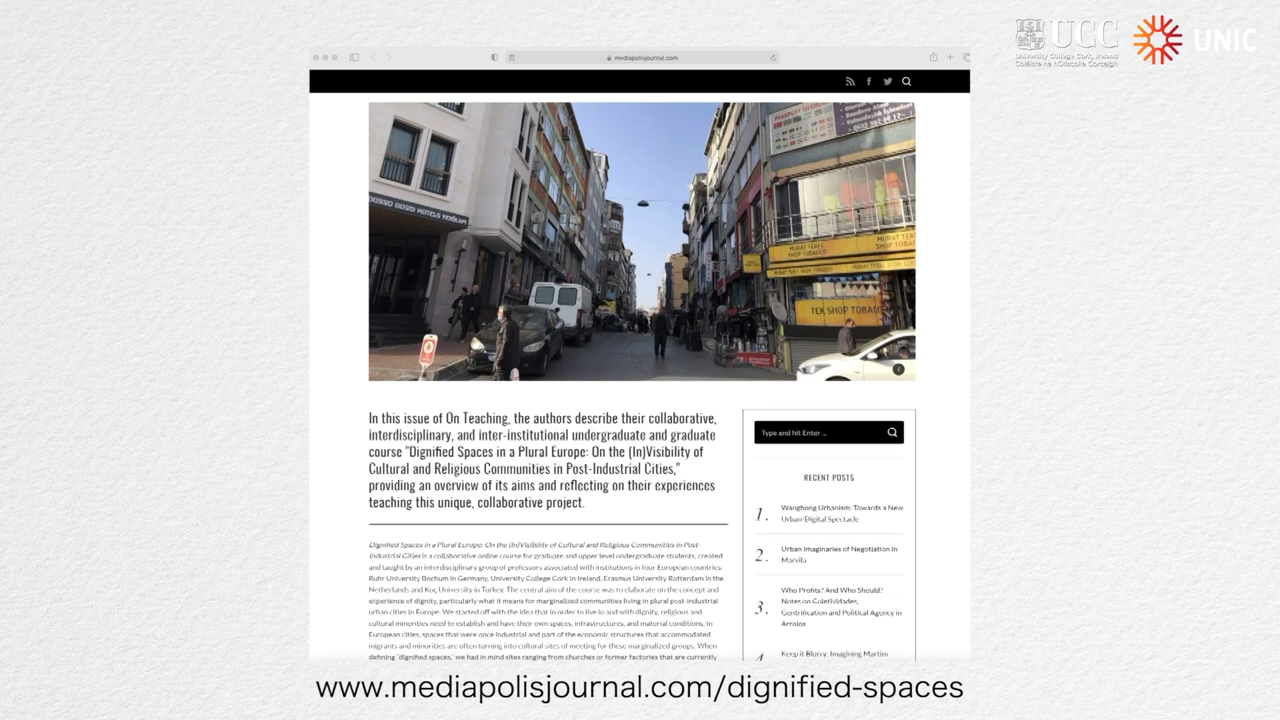 UCC
University College Cork, Ireland
Coláiste na hOllscoile Corcaigh
UNIC
mediapolisjournal.com
PHARMACY
DOSSO DOSSI HOTELS YENİKAPI
MURAT TEKEL
SHOP TOBACCO
MURAT TEKEL
SHOP TOBACCO
TEK SHOP TOBACCO
In this issue of On Teaching, the authors describe their collaborative,
interdisciplinary, and inter-institutional undergraduate and graduate
course "Dignified Spaces in a Plural Europe: On the (In)Visibility of
Cultural and Religious Communities in Post-Industrial Cities,"
providing an overview of its aims and reflecting on their experiences
teaching this unique, collaborative project.
Dignified Spaces in a Plural Europe: On the (In)Visibility of Cultural and Religious Communities in Post-
Industrial Cities is a collaborative online course for graduate and upper level undergraduate students, created
and taught by an interdisciplinary group of professors associated with institutions in four European countries:
Ruhr University Bochum in Germany, University College Cork in Ireland, Erasmus University Rotterdam in the
Netherlands and Koç University in Turkey. The central aim of the course was to elaborate on the concept and
experience of dignity, particularly what it means for marginalized communities living in plural post-industrial
urban cities in Europe. We started off with the idea that in order to live in and with dignity, religious and
cultural minorities need to establish and have their own spaces, infrastructures, and material conditions. In
European cities, spaces that were once industrial and part of the economic structures that accommodated
migrants and minorities are often turning into cultural sites of meeting for these marginalized groups. When
defining "dignified spaces," we had in mind sites ranging from churches or former factories that are currently
Type and hit Enter ...
RECENT POSTS
1. Wanghong Urbanism: Towards a New
Urban-Digital Spectacle
2. Urban Imaginaries of Negotiation in
Marvila
3. Who Profits? And Who Should?
Notes on Coletividades,
Gentrification and Political Agency in
Arroios
4. Keep it Blurry: Imagining Martim
www.mediapolisjournal.com/dignified-spaces